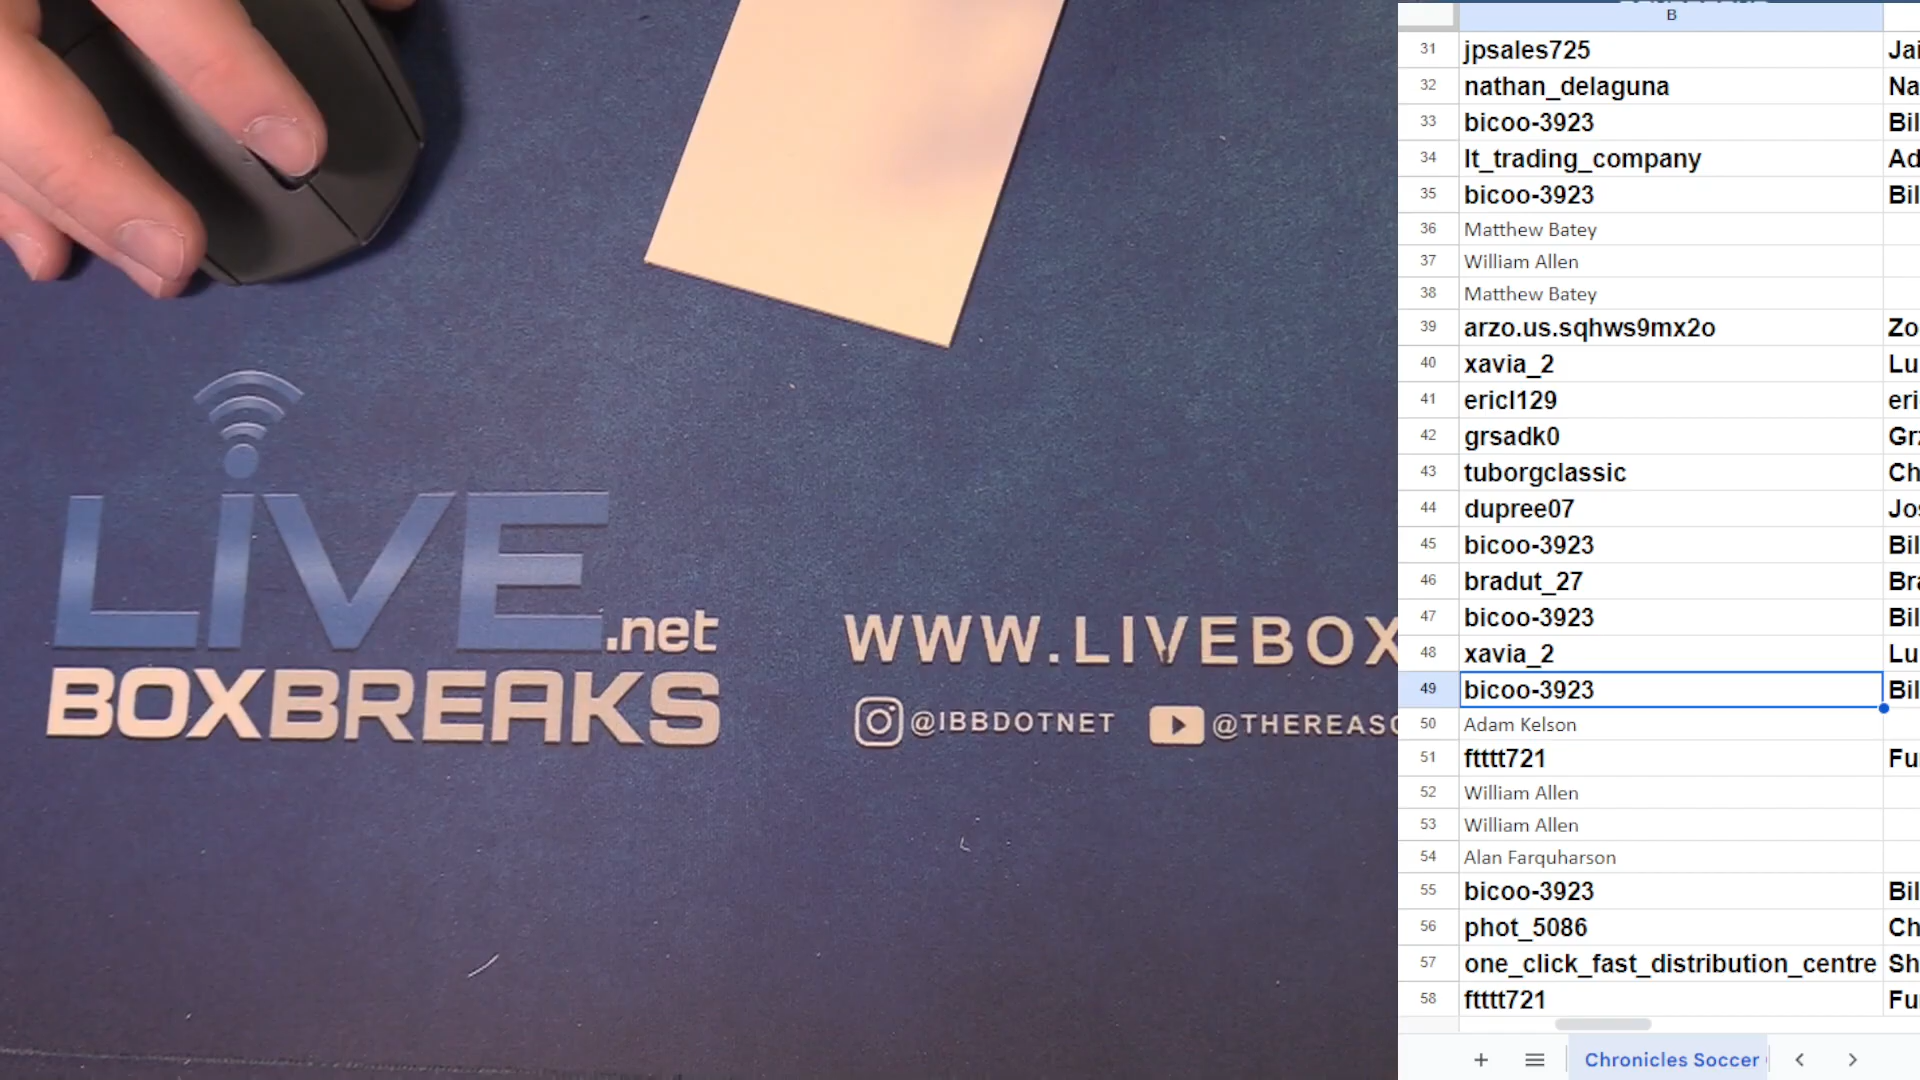 LiVE
.net
BOXBREAKS
WWW.LIVEBOX
@IBBDOTNET
@THEREASO
B
31 jpsales725 Jai
32 nathan_delaguna Na
33 bicoo-3923 Bil
34 lt_trading_company Ad
35 bicoo-3923 Bil
36 Matthew Batey
37 William Allen
38 Matthew Batey
39 arzo.us.sqhws9mx2o Zo
40 xavia_2 Lu
41 ericl129 eri
42 grsadk0 Grz
43 tuborgclassic Ch
44 dupree07 Jos
45 bicoo-3923 Bil
46 bradut_27 Bra
47 bicoo-3923 Bil
48 xavia_2 Lu
49 bicoo-3923 Bil
50 Adam Kelson
51 ftttt721 Fu
52 William Allen
53 William Allen
54 Alan Farquharson
55 bicoo-3923 Bil
56 phot_5086 Ch
57 one_click_fast_distribution_centre Sh
58 ftttt721 Fu
Chronicles Soccer